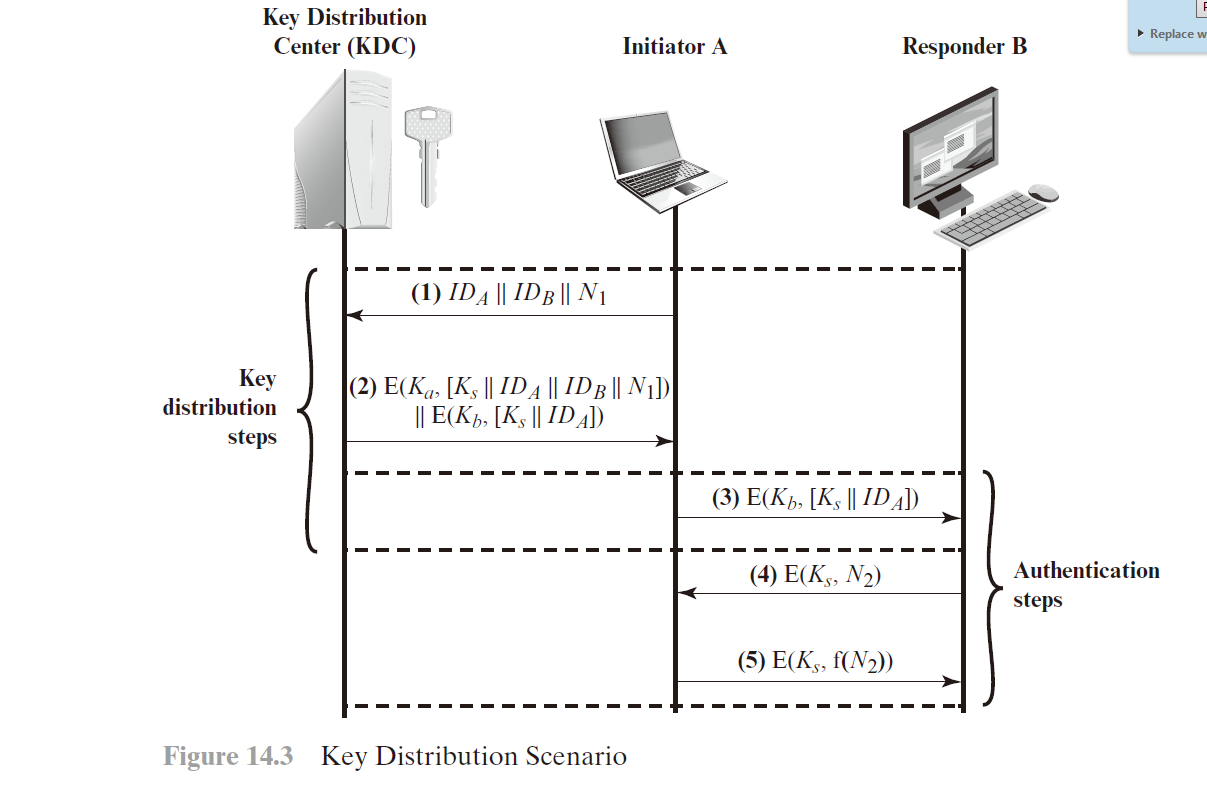 Key Distribution
Center (KDC)
Initiator A
Responder B
Replace w
(1) ID_A || ID_B || N_1
Key
distribution
steps
(2) E(K_a, [K_s || ID_A || ID_B || N_1])
|| E(K_b, [K_s || ID_A])
(3) E(K_b, [K_s || ID_A])
(4) E(K_s, N_2)
Authentication
steps
(5) E(K_s, f(N_2))
Figure 14.3 Key Distribution Scenario